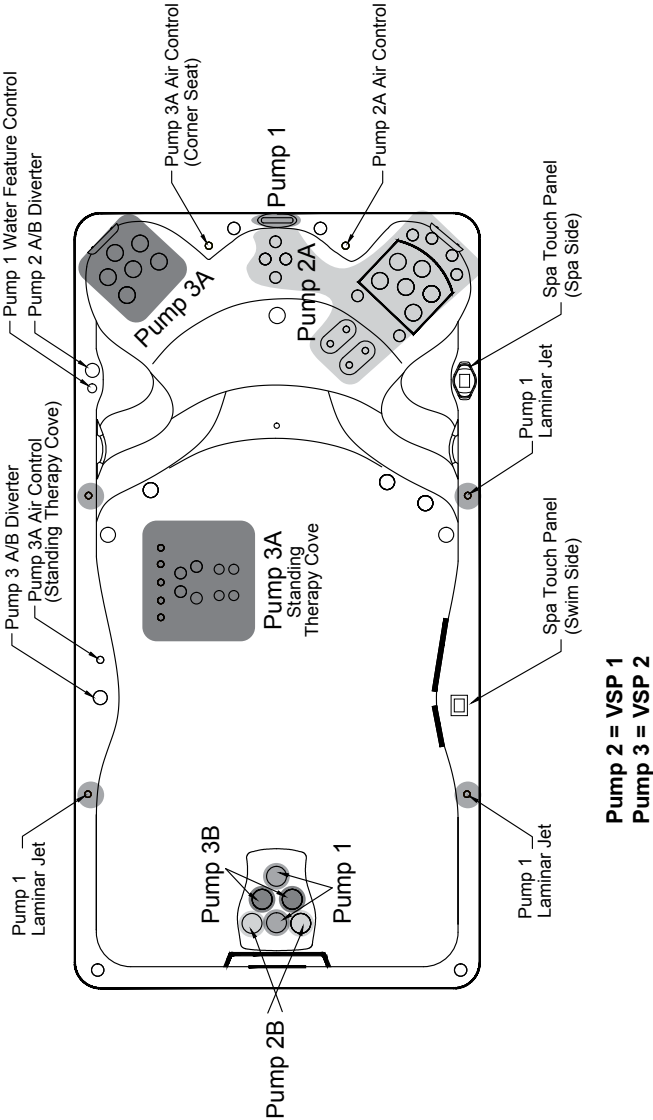 Pump 1 Water Feature Control
Pump 2 A/B Diverter
Pump 3 A/B Diverter
Pump 3A Air Control
(Standing Therapy Cove)
Pump 1
Laminar Jet
Pump 3A Air Control
(Corner Seat)
Pump 1
Pump 2A Air Control
Pump 3A
Pump 2A
Pump 3A
Standing
Therapy Cove
Pump 3B
Pump 1
Pump 2B
Spa Touch Panel
(Spa Side)
Pump 1
Laminar Jet
Spa Touch Panel
(Swim Side)
Pump 1
Laminar Jet
Pump 2 = VSP 1
Pump 3 = VSP 2